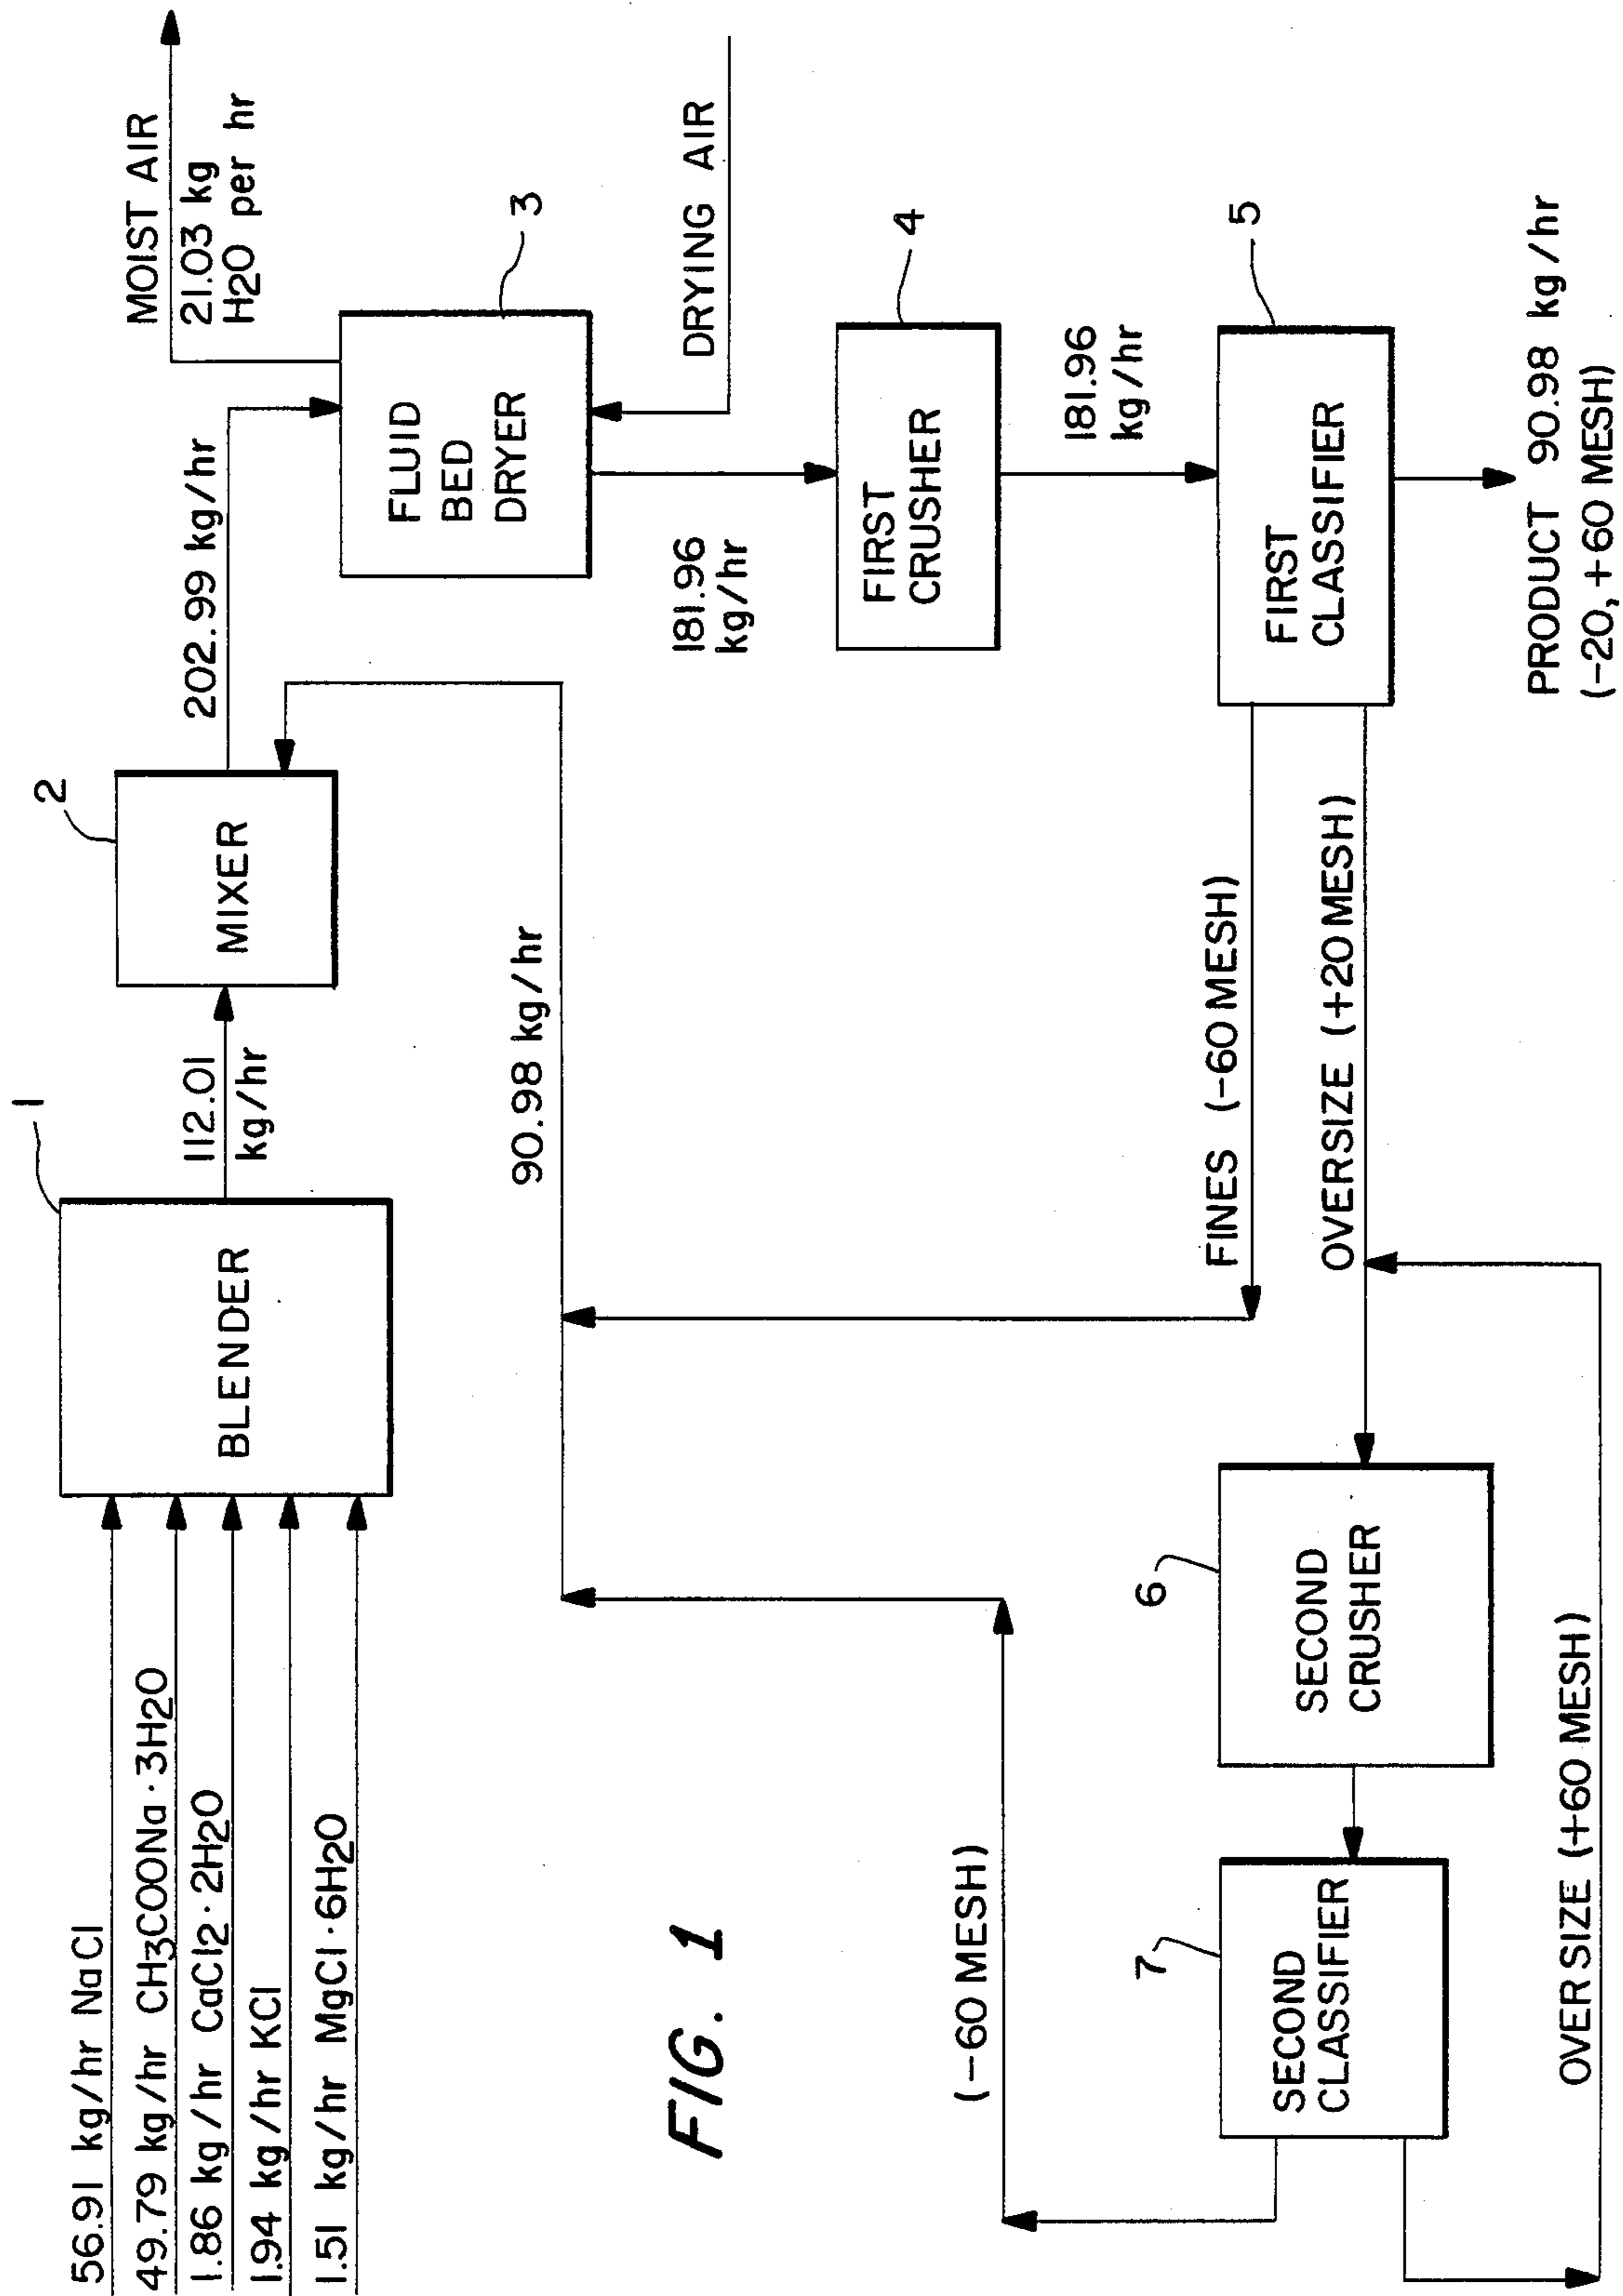 56.91 kg/hr NaCl
49.79 kg/hr CH3COONa·3H2O
1.86 kg/hr CaCl2·2H2O
1.94 kg/hr KCl
1.51 kg/hr MgCl·6H2O
1
BLENDER
112.01
kg/hr
2
MIXER
202.99 kg/hr
90.98 kg/hr
MOIST AIR
21.03 kg
H2O per hr
3
FLUID
BED
DRYER
DRYING AIR
181.96
kg/hr
4
FIRST
CRUSHER
181.96
kg/hr
5
FIRST
CLASSIFIER
PRODUCT 90.98 kg/hr
(-20, +60 MESH)
FINES (-60 MESH)
OVERSIZE (+20 MESH)
6
SECOND
CRUSHER
7
SECOND
CLASSIFIER
(-60 MESH)
OVERSIZE (+60 MESH)
FIG. 1